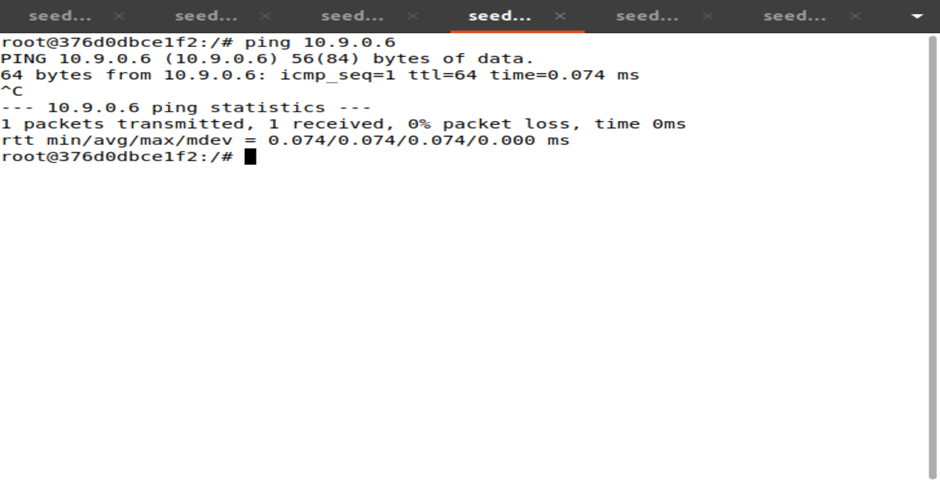 seed... × seed... × seed... × seed... × seed... × seed... ×
root@376d0dbce1f2:/# ping 10.9.0.6
PING 10.9.0.6 (10.9.0.6) 56(84) bytes of data.
64 bytes from 10.9.0.6: icmp_seq=1 ttl=64 time=0.074 ms
^C
--- 10.9.0.6 ping statistics ---
1 packets transmitted, 1 received, 0% packet loss, time 0ms
rtt min/avg/max/mdev = 0.074/0.074/0.074/0.000 ms
root@376d0dbce1f2:/#